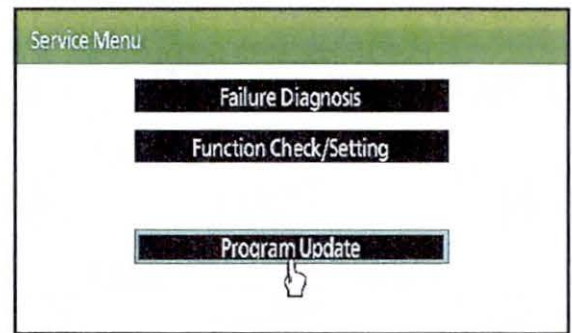 Service Menu
Failure Diagnosis
Function Check/Setting
Program Update